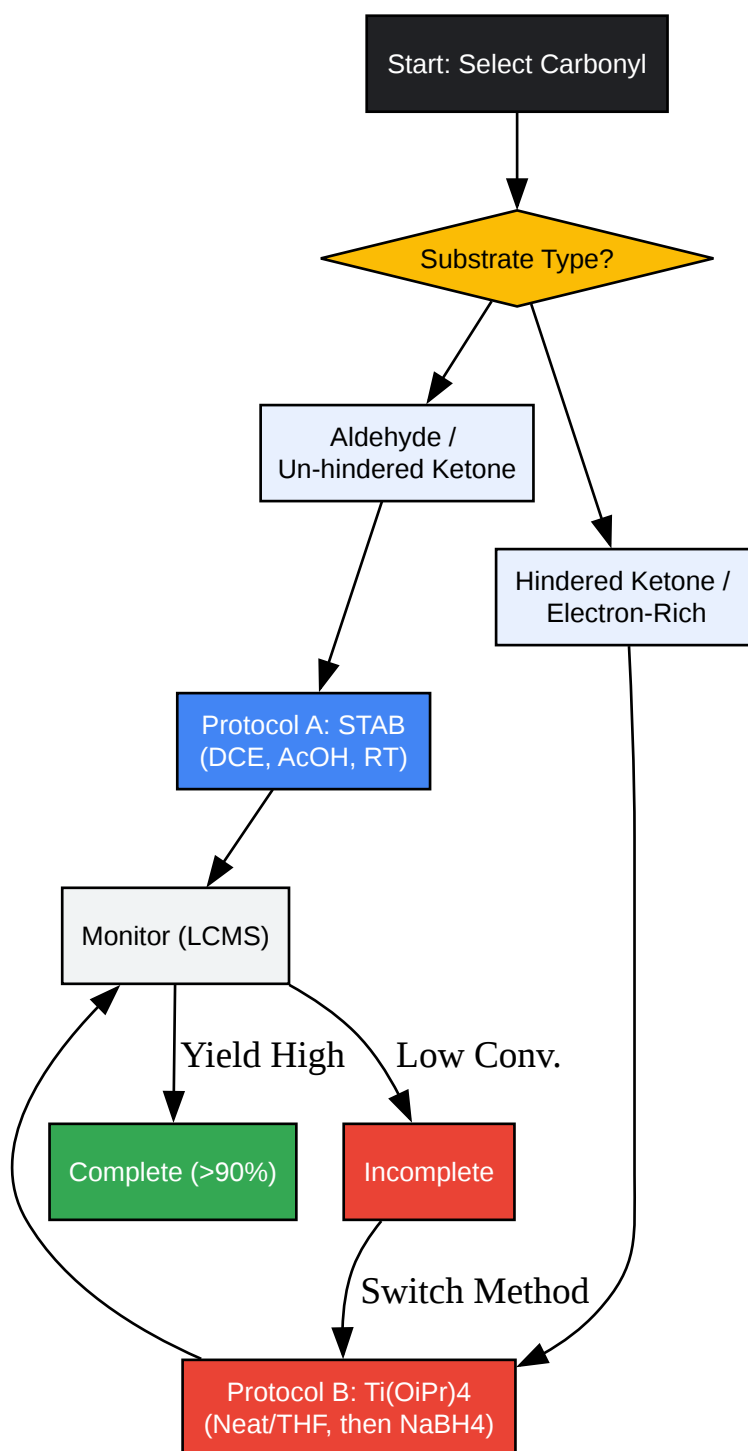 Start: Select Carbonyl
Substrate Type?
Aldehyde /
Un-hindered Ketone
Hindered Ketone /
Electron-Rich
Protocol A: STAB
(DCE, AcOH, RT)
Monitor (LCMS)
Yield High
Low Conv.
Complete (>90%)
Incomplete
Switch Method
Protocol B: Ti(OiPr)4
(Neat/THF, then NaBH4)